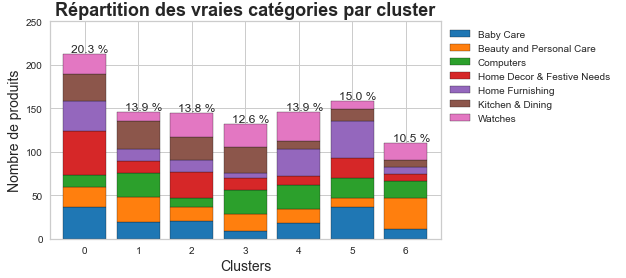 Répartition des vraies catégories par cluster
Nombre de produits
250
200
150
100
50
0
20.3 %
13.9 %
13.8 %
12.6 %
13.9 %
15.0 %
10.5 %
0 1 2 3 4 5 6
Clusters
Baby Care
Beauty and Personal Care
Computers
Home Decor & Festive Needs
Home Furnishing
Kitchen & Dining
Watches